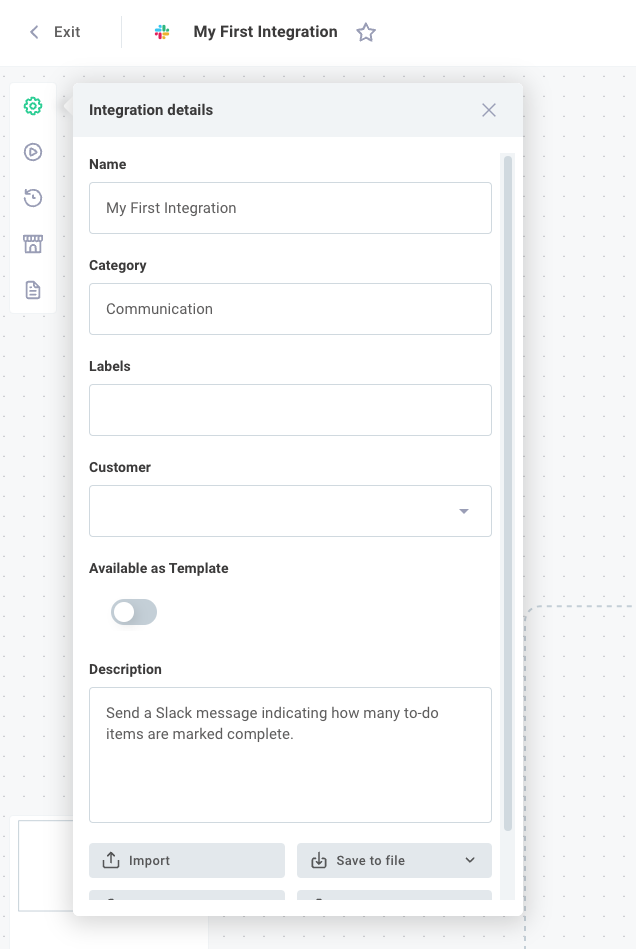 Exit
My First Integration
Integration details
Name
My First Integration
Category
Communication
Labels
Customer
Available as Template
Description
Send a Slack message indicating how many to-do
items are marked complete.
Import
Save to file